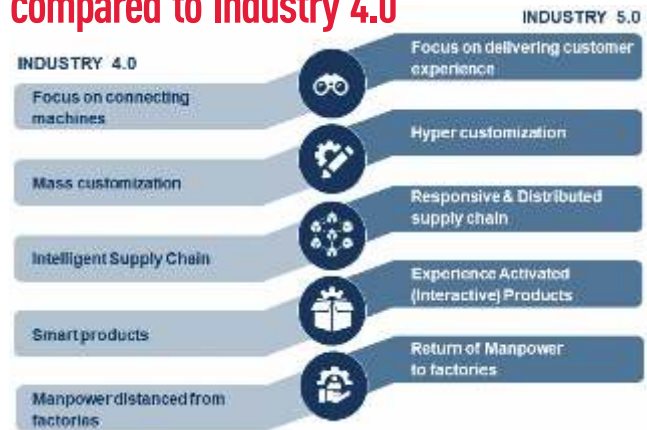 compared to Industry 4.0
INDUSTRY 5.0
INDUSTRY 4.0
Focus on delivering customer
experience
Focus on connecting
machines
Hyper customization
Mass customization
Responsive & Distributed
supply chain
Intelligent Supply Chain
Experience Activated
(Interactive) Products
Smart products
Return of Manpower
to factories
Manpower distanced from
factories